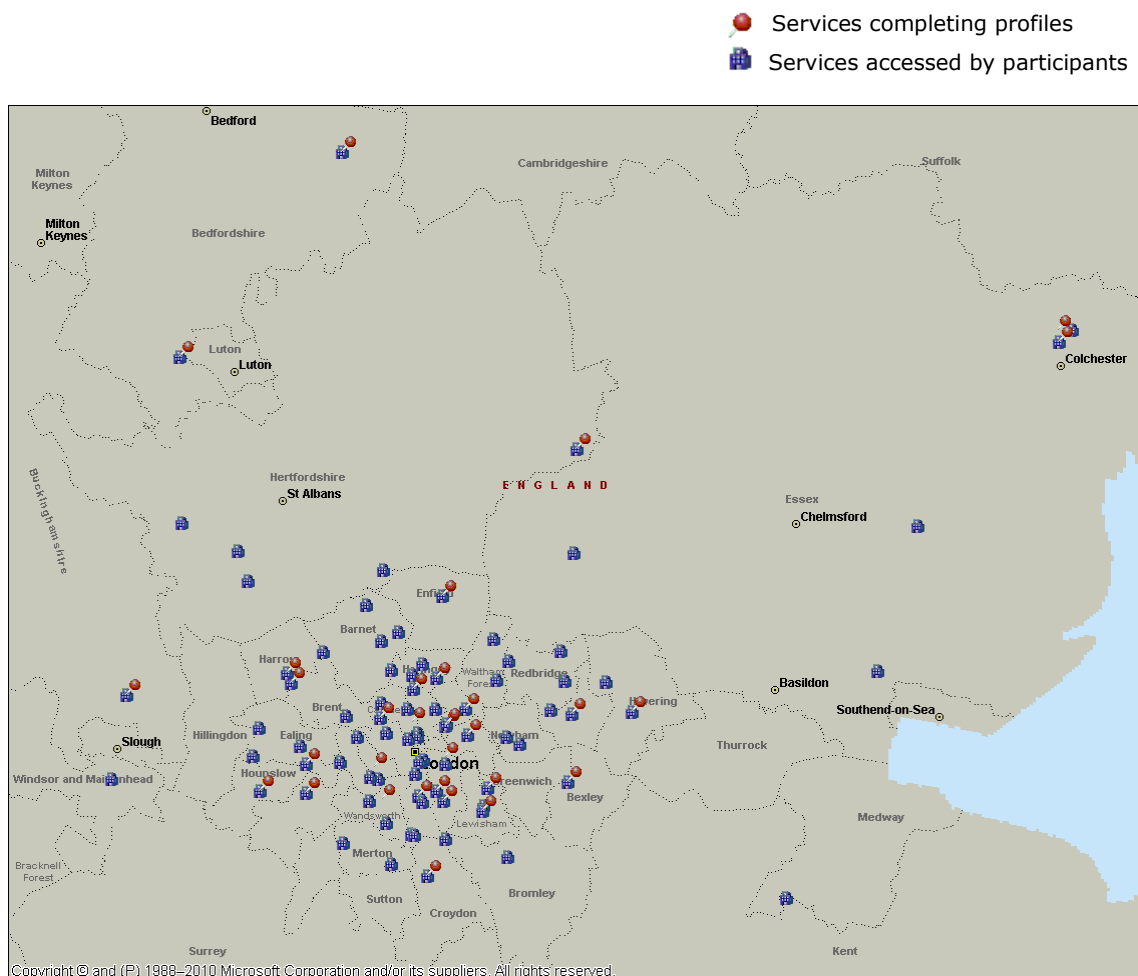 Services completing profiles
Services accessed by participants
Bedford
Cambridgeshire
Suffolk
Milton
Keynes
Milton
Keynes
Bedfordshire
Luton
Luton
Colchester
Hertfordshire
St Albans
ENGLAND
Buckinghamshire
Essex
Chelmsford
Barnet
Redbridge
Basildon
Brent
Southend-on-Sea
Hillingdon
Ealing
Slough
Thurrock
Windsor and Maidenhead
Hounslow
London
Greenwich
Bexley
Wandsworth
Lewisham
Medway
Merton
Bracknell
Forest
Sutton
Bromley
Croydon
Surrey
Kent
Copyright © and (P) 1988–2010 Microsoft Corporation and/or its suppliers. All rights reserved.